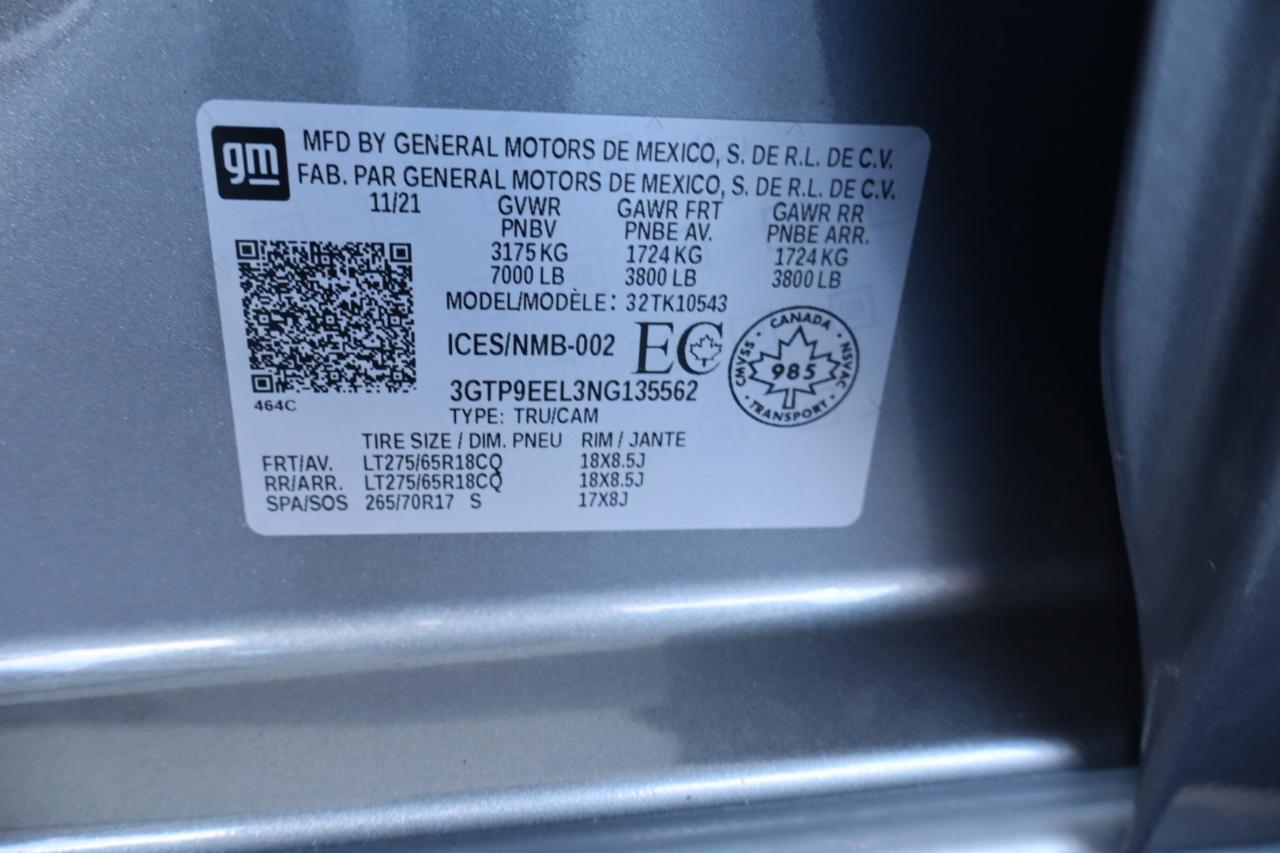 gm
MFD BY GENERAL MOTORS DE MEXICO, S. DE R.L. DE C.V.
FAB. PAR GENERAL MOTORS DE MEXICO, S. DE R.L. DE C.V.
11/21 GVWR GAWR FRT GAWR RR
PNBV PNBE AV. PNBE ARR.
3175 KG 1724 KG 1724 KG
7000 LB 3800 LB 3800 LB
MODEL/MODÈLE: 32TK10543
ICES/NMB-002 EC
CANADA
CMVSS 985 NSVAC
TRANSPORT
3GTP9EEL3NG135562
464C
TYPE: TRU/CAM
TIRE SIZE / DIM. PNEU RIM / JANTE
FRT/AV. LT275/65R18CQ 18X8.5J
RR/ARR. LT275/65R18CQ 18X8.5J
SPA/SOS 265/70R17 S 17X8J